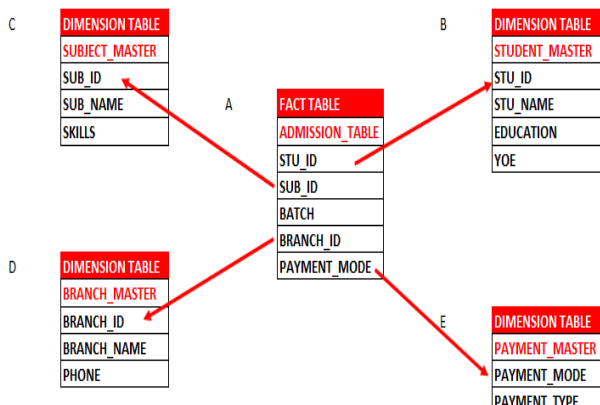 C
DIMENSION TABLE
SUBJECT_MASTER
SUB_ID
SUB_NAME
SKILLS
B
DIMENSION TABLE
STUDENT_MASTER
STU_ID
STU_NAME
EDUCATION
YOE
A
FACT TABLE
ADMISSION_TABLE
STU_ID
SUB_ID
BATCH
BRANCH_ID
PAYMENT_MODE
D
DIMENSION TABLE
BRANCH_MASTER
BRANCH_ID
BRANCH_NAME
PHONE
E
DIMENSION TABLE
PAYMENT_MASTER
PAYMENT_MODE
PAYMENT_TYPE